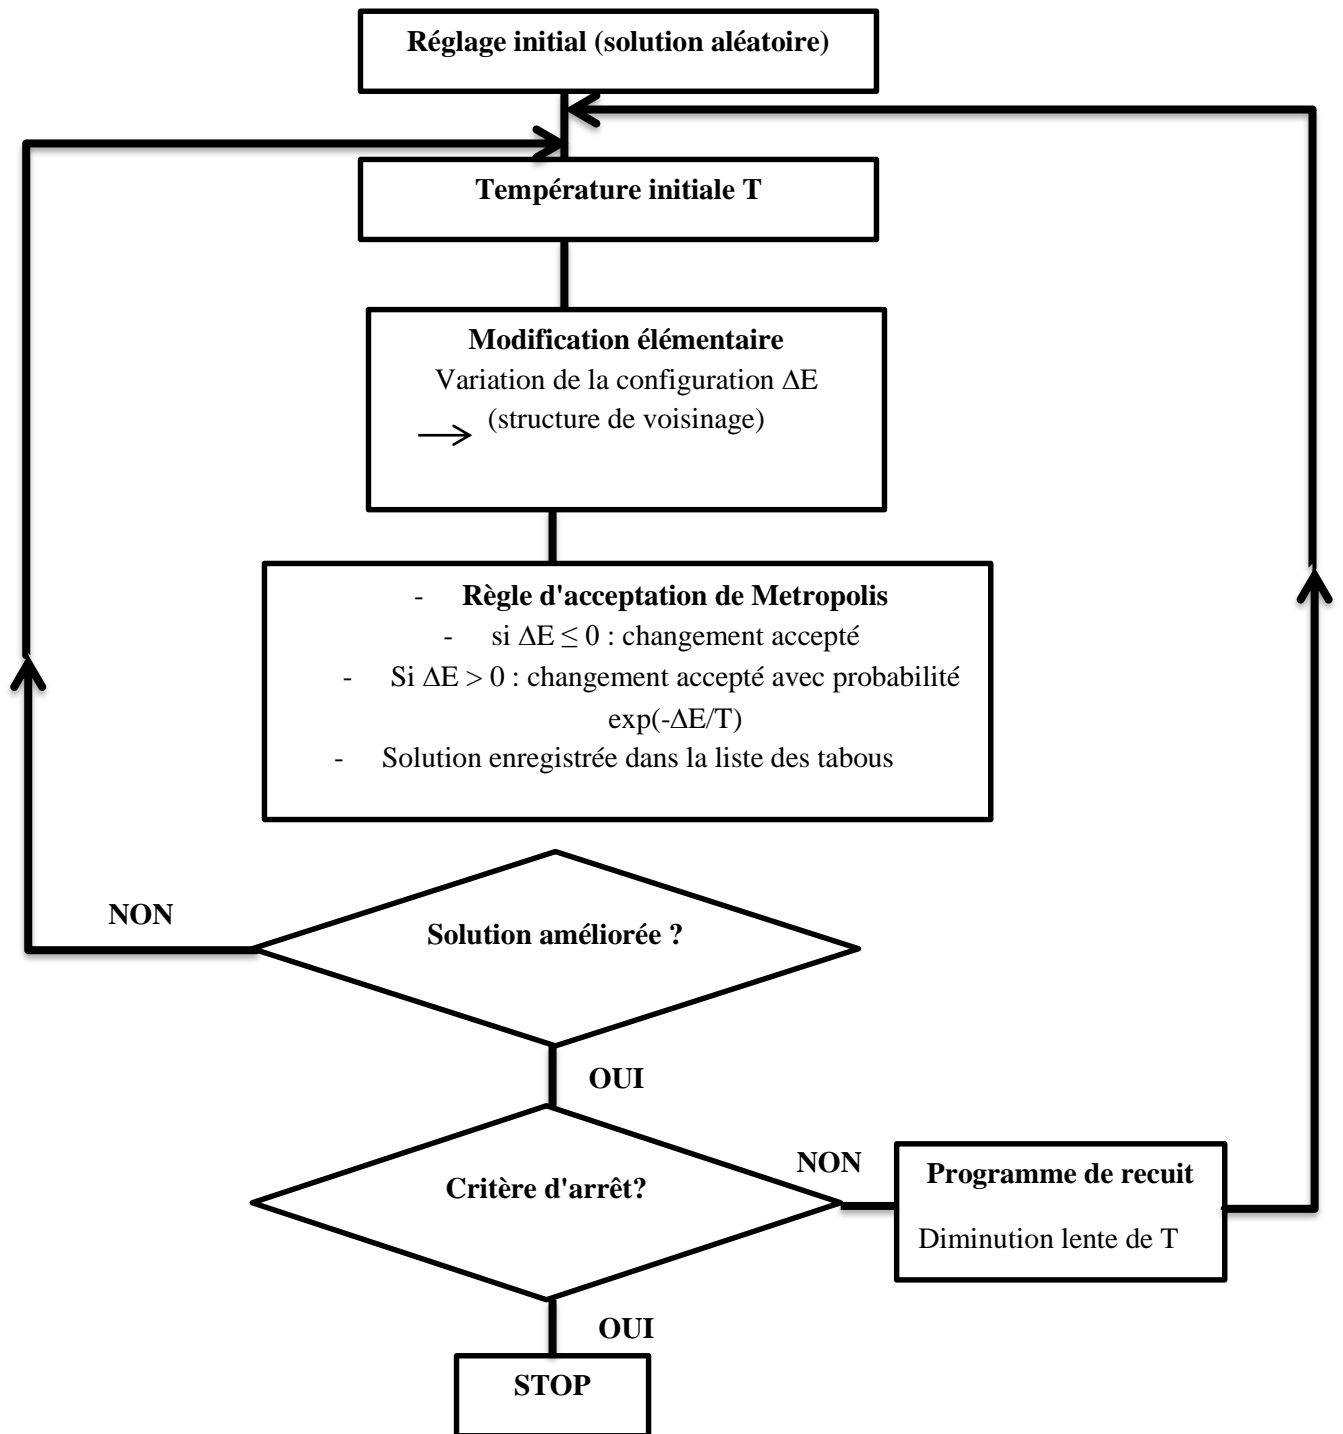 Réglage initial (solution aléatoire)
Température initiale T
Modification élémentaire
Variation de la configuration ΔE
(structure de voisinage)
- Règle d'acceptation de Metropolis
- si ΔE ≤ 0 : changement accepté
- Si ΔE > 0 : changement accepté avec probabilité
exp(-ΔE/T)
- Solution enregistrée dans la liste des tabous
NON
Solution améliorée ?
OUI
NON
Critère d'arrêt?
Programme de recuit
Diminution lente de T
OUI
STOP